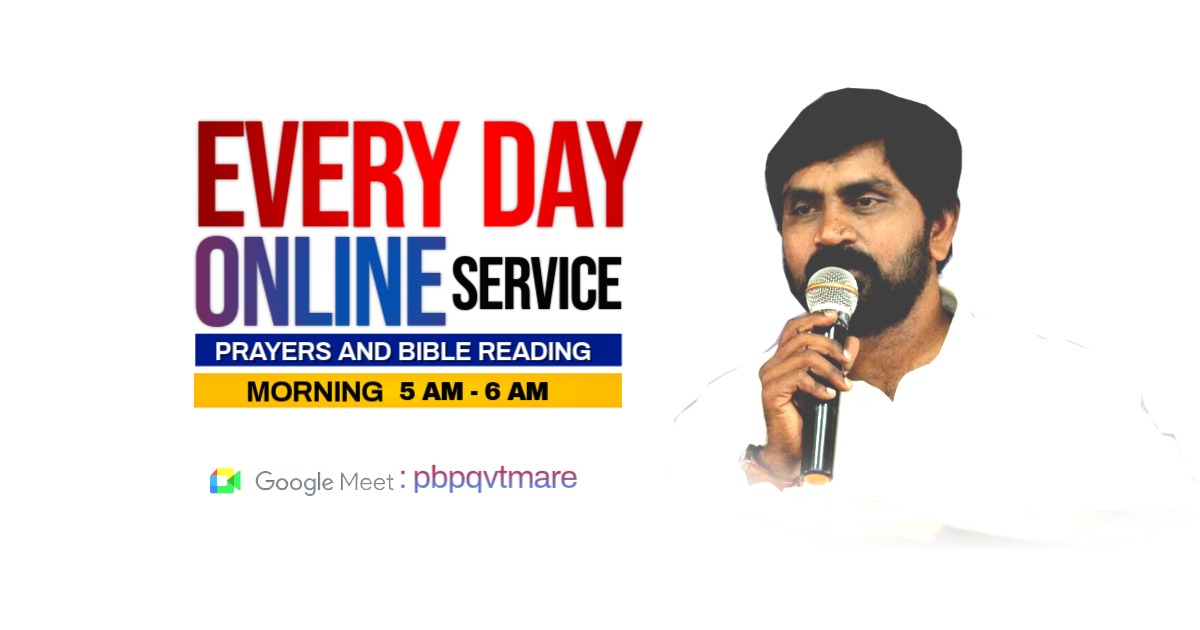 EVERY DAY
ONLINE SERVICE
PRAYERS AND BIBLE READING
MORNING 5 AM - 6 AM
Google Meet : pbpqvtmare